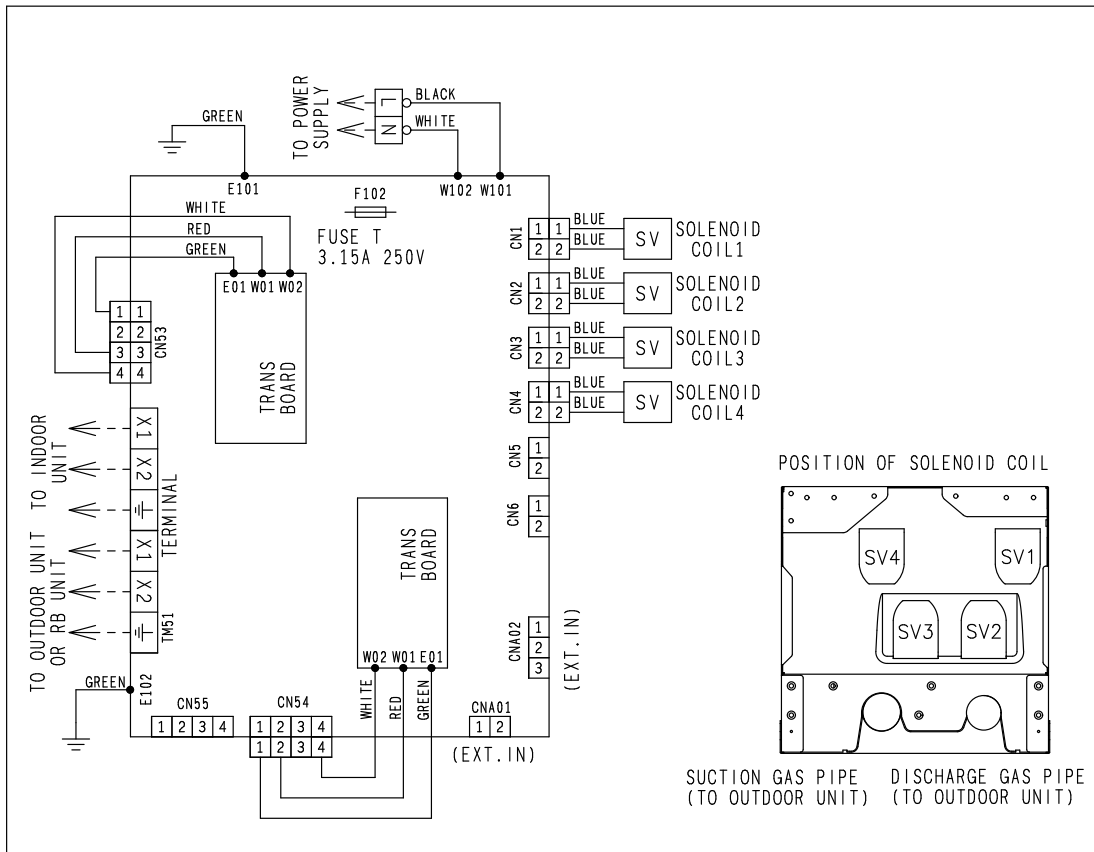 TO POWER
SUPPLY
L
N
BLACK
WHITE
GREEN
E101
W102
W101
F102
FUSE T
3.15A 250V
WHITE
RED
GREEN
E01 W01 W02
TRANS
BOARD
1 1
2 2
3 3
4 4
CN53
CN1
1 1
2 2
BLUE
BLUE
SV
SOLENOID
COIL1
CN2
1 1
2 2
BLUE
BLUE
SV
SOLENOID
COIL2
CN3
1 1
2 2
BLUE
BLUE
SV
SOLENOID
COIL3
CN4
1 1
2 2
BLUE
BLUE
SV
SOLENOID
COIL4
CN5
1
2
CN6
1
2
TO INDOOR
UNIT
X1
X2
TO OUTDOOR UNIT
OR RB UNIT
X1
X2
TERMINAL
TM51
TRANS
BOARD
W02 W01 E01
WHITE
RED
GREEN
CNA02
1
2
3
(EXT.IN)
GREEN
E102
CN55
1 2 3 4
CN54
1 2 3 4
1 2 3 4
CNA01
1 2
(EXT.IN)
POSITION OF SOLENOID COIL
SV4
SV1
SV3
SV2
SUCTION GAS PIPE
(TO OUTDOOR UNIT)
DISCHARGE GAS PIPE
(TO OUTDOOR UNIT)